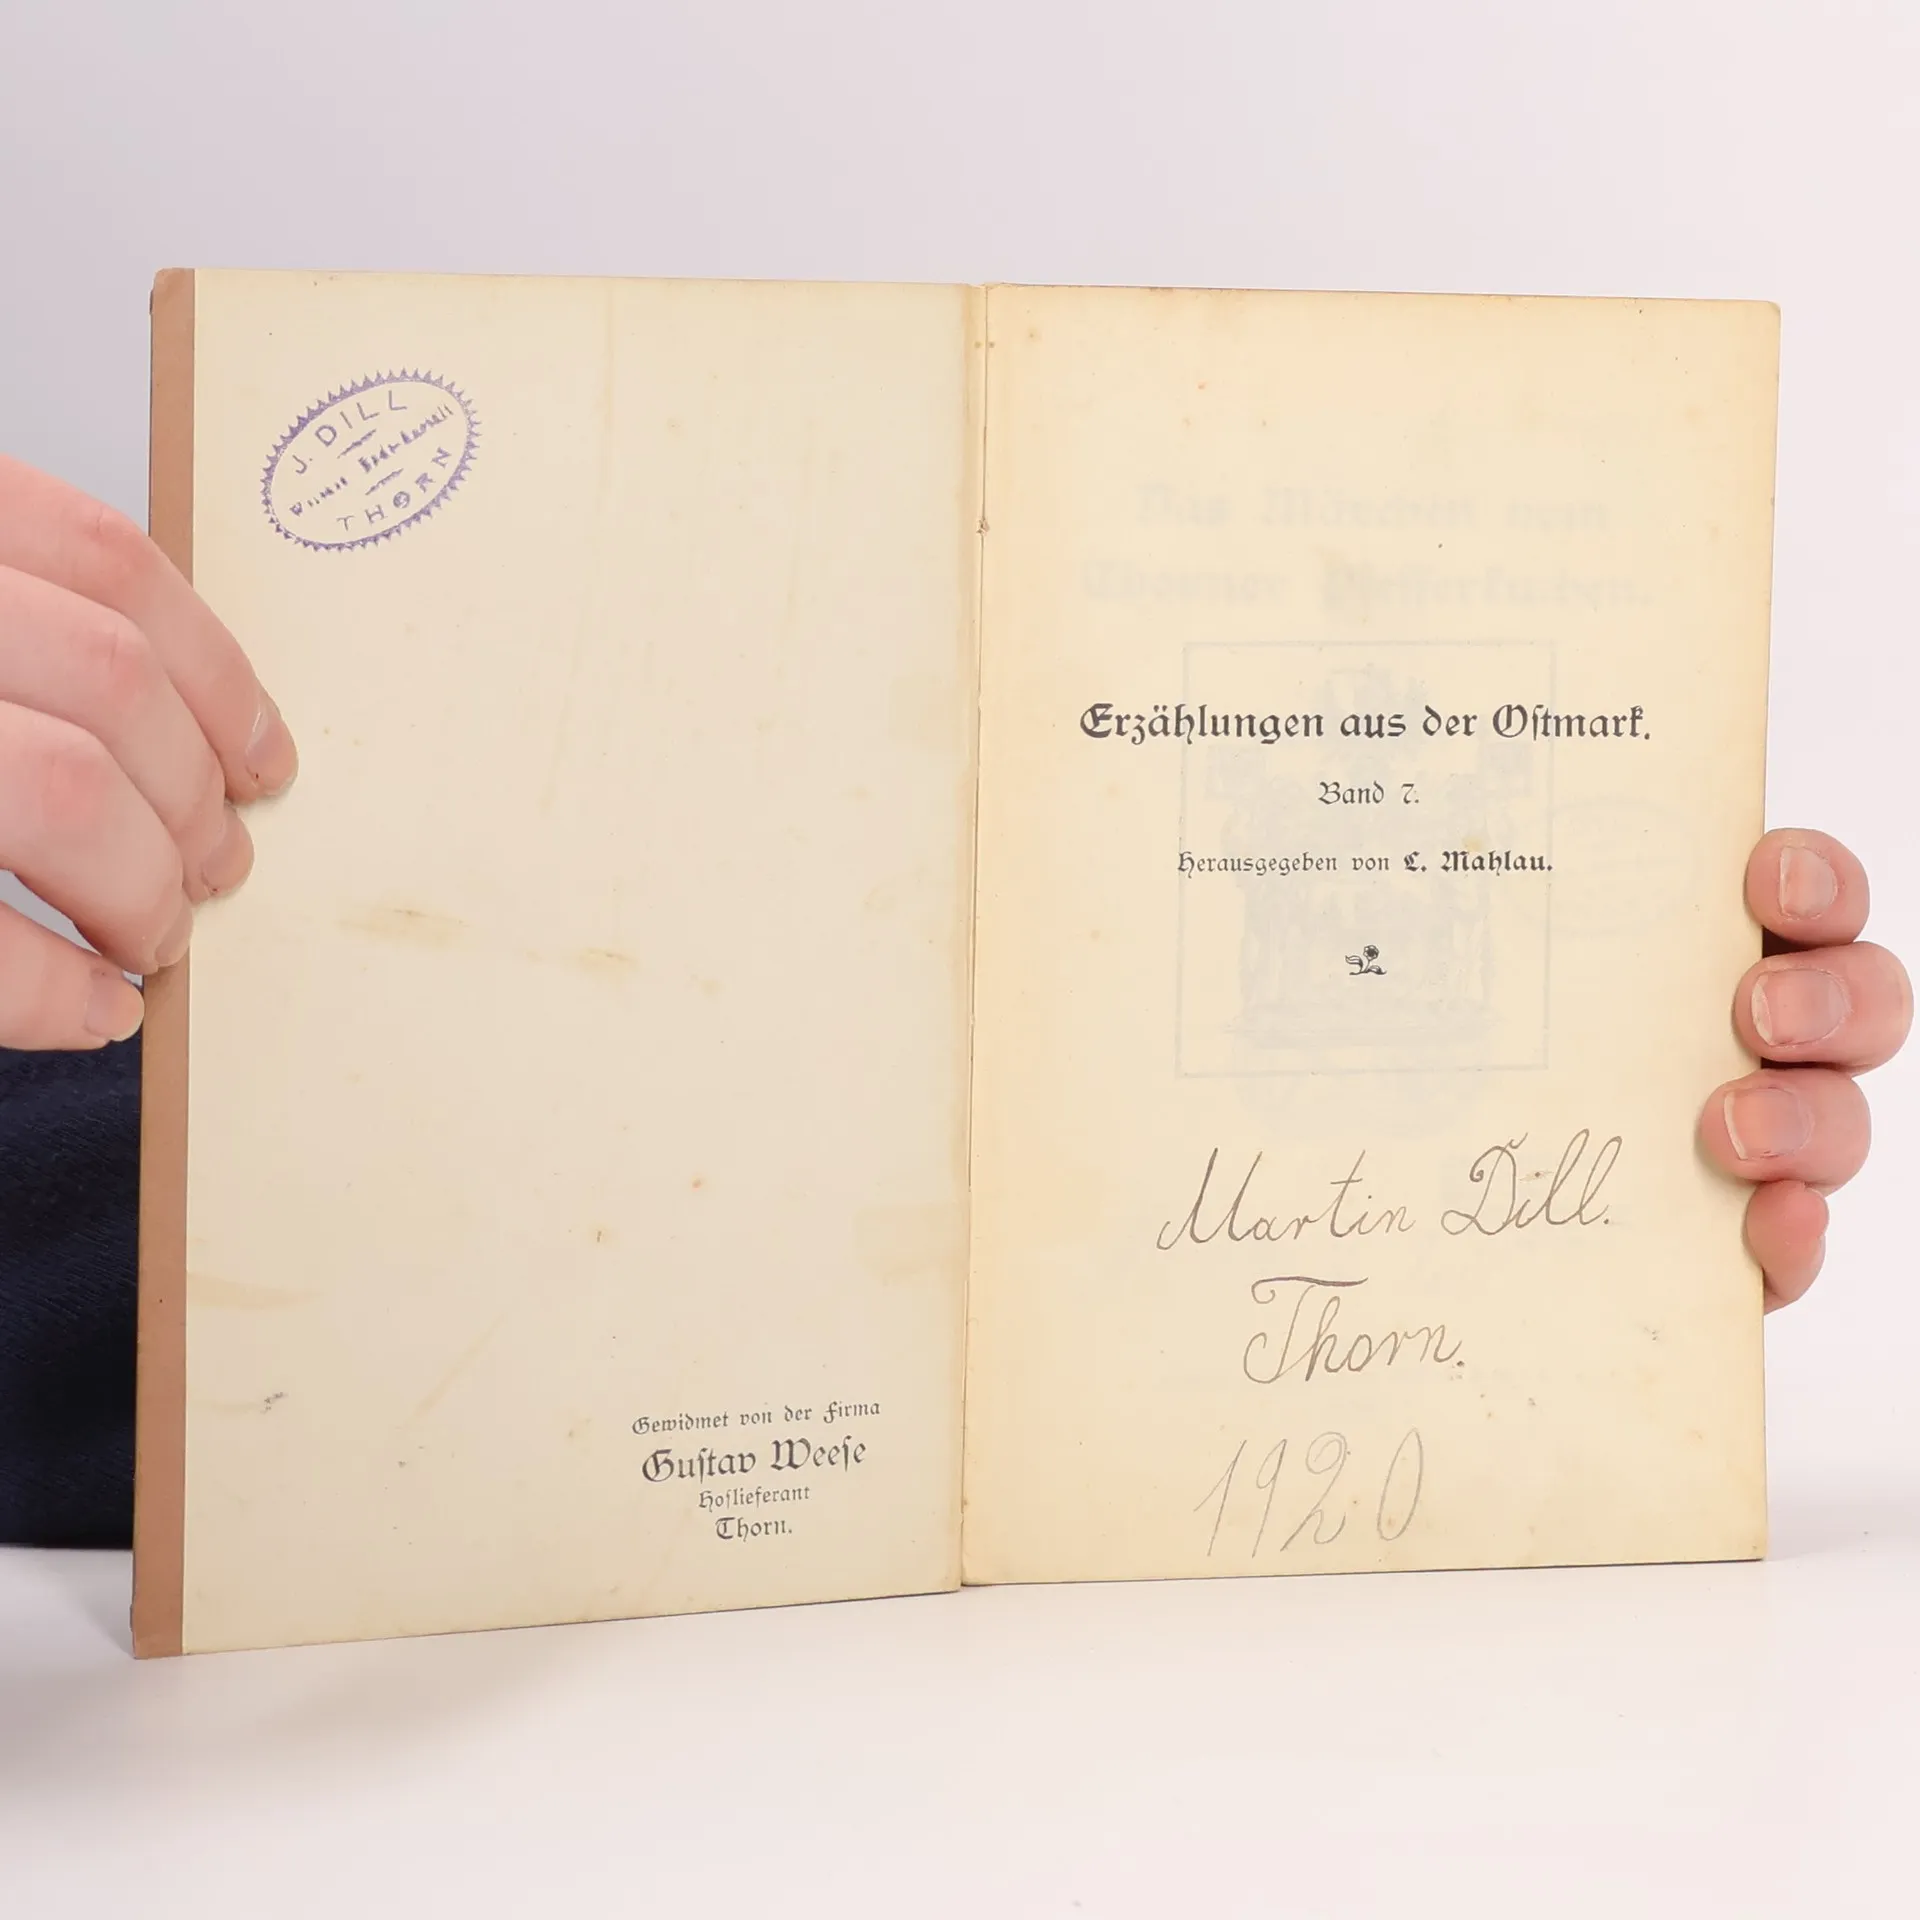 J. DILL
THORN
Gewidmet von der Firma
Gustav Weese
Hoflieferant
Thorn.
Erzählungen aus der Ostmark.
Band 7.
Herausgegeben von C. Mahlau.
Martin Dill.
Thorn.
1920